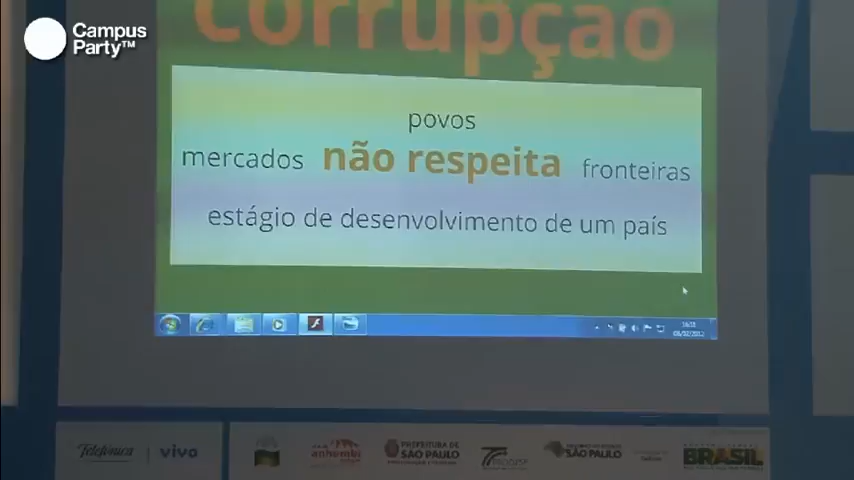 Campus
Party™
corrupção
povos
mercados não respeita fronteiras
estágio de desenvolvimento de um país
Telefónica | vivo
anhembi
PREFEITURA DE
SÃO PAULO
SÃO PAULO
BRASIL